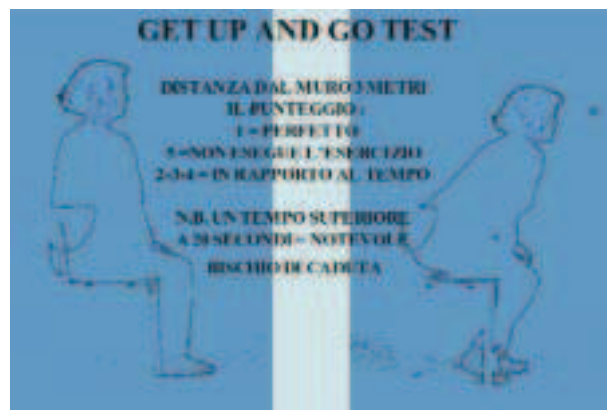 GET UP AND GO TEST
DISTANZA DAL MURO 3 METRI
IL PUNTEGGIO :
1 = PERFETTO
5 =NON ESEGUE L'ESERCIZIO
2-3-4 = IN RAPPORTO AL TEMPO
N.B. UN TEMPO SUPERIORE
A 20 SECONDI = NOTEVOLE
RISCHIO DI CADUTA